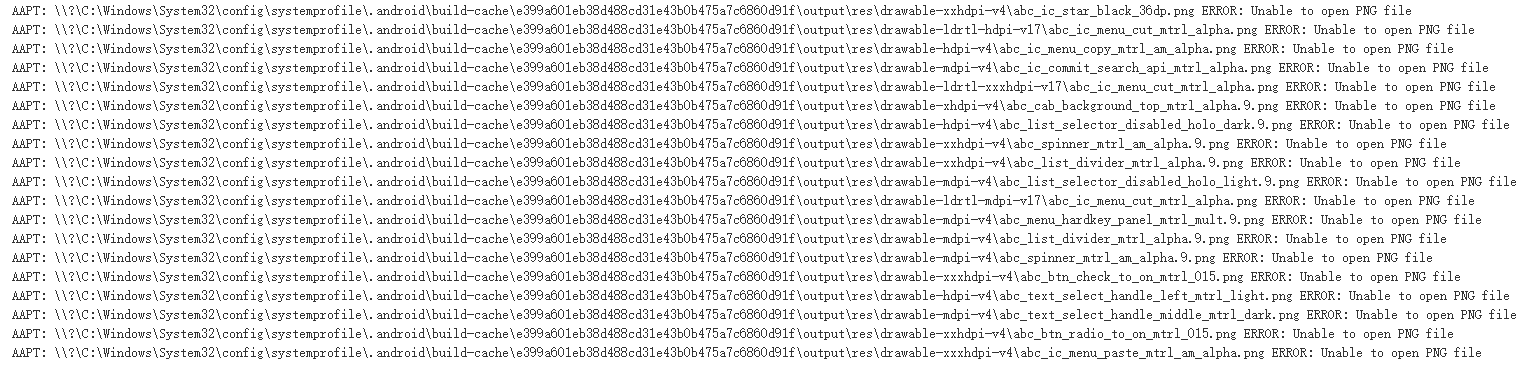 AAPT: \\?\C:\Windows\System32\config\systemprofile\.android\build-cache\e399a601eb38d488cd31e43b0b475a7c6860d91f\output\res\drawable-xxhdpi-v4\abc_ic_star_black_36dp.png ERROR: Unable to open PNG file
AAPT: \\?\C:\Windows\System32\config\systemprofile\.android\build-cache\e399a601eb38d488cd31e43b0b475a7c6860d91f\output\res\drawable-ldrtl-hdpi-v17\abc_ic_menu_cut_mtrl_alpha.png ERROR: Unable to open PNG file
AAPT: \\?\C:\Windows\System32\config\systemprofile\.android\build-cache\e399a601eb38d488cd31e43b0b475a7c6860d91f\output\res\drawable-hdpi-v4\abc_ic_menu_copy_mtrl_am_alpha.png ERROR: Unable to open PNG file
AAPT: \\?\C:\Windows\System32\config\systemprofile\.android\build-cache\e399a601eb38d488cd31e43b0b475a7c6860d91f\output\res\drawable-mdpi-v4\abc_ic_commit_search_api_mtrl_alpha.png ERROR: Unable to open PNG file
AAPT: \\?\C:\Windows\System32\config\systemprofile\.android\build-cache\e399a601eb38d488cd31e43b0b475a7c6860d91f\output\res\drawable-ldrtl-xxxhdpi-v17\abc_ic_menu_cut_mtrl_alpha.png ERROR: Unable to open PNG file
AAPT: \\?\C:\Windows\System32\config\systemprofile\.android\build-cache\e399a601eb38d488cd31e43b0b475a7c6860d91f\output\res\drawable-xhdpi-v4\abc_cab_background_top_mtrl_alpha.9.png ERROR: Unable to open PNG file
AAPT: \\?\C:\Windows\System32\config\systemprofile\.android\build-cache\e399a601eb38d488cd31e43b0b475a7c6860d91f\output\res\drawable-hdpi-v4\abc_list_selector_disabled_holo_dark.9.png ERROR: Unable to open PNG file
AAPT: \\?\C:\Windows\System32\config\systemprofile\.android\build-cache\e399a601eb38d488cd31e43b0b475a7c6860d91f\output\res\drawable-xxhdpi-v4\abc_spinner_mtrl_am_alpha.9.png ERROR: Unable to open PNG file
AAPT: \\?\C:\Windows\System32\config\systemprofile\.android\build-cache\e399a601eb38d488cd31e43b0b475a7c6860d91f\output\res\drawable-xxhdpi-v4\abc_list_divider_mtrl_alpha.9.png ERROR: Unable to open PNG file
AAPT: \\?\C:\Windows\System32\config\systemprofile\.android\build-cache\e399a601eb38d488cd31e43b0b475a7c6860d91f\output\res\drawable-mdpi-v4\abc_list_selector_disabled_holo_light.9.png ERROR: Unable to open PNG file
AAPT: \\?\C:\Windows\System32\config\systemprofile\.android\build-cache\e399a601eb38d488cd31e43b0b475a7c6860d91f\output\res\drawable-ldrtl-mdpi-v17\abc_ic_menu_cut_mtrl_alpha.png ERROR: Unable to open PNG file
AAPT: \\?\C:\Windows\System32\config\systemprofile\.android\build-cache\e399a601eb38d488cd31e43b0b475a7c6860d91f\output\res\drawable-mdpi-v4\abc_menu_hardkey_panel_mtrl_mult.9.png ERROR: Unable to open PNG file
AAPT: \\?\C:\Windows\System32\config\systemprofile\.android\build-cache\e399a601eb38d488cd31e43b0b475a7c6860d91f\output\res\drawable-mdpi-v4\abc_list_divider_mtrl_alpha.9.png ERROR: Unable to open PNG file
AAPT: \\?\C:\Windows\System32\config\systemprofile\.android\build-cache\e399a601eb38d488cd31e43b0b475a7c6860d91f\output\res\drawable-mdpi-v4\abc_spinner_mtrl_am_alpha.9.png ERROR: Unable to open PNG file
AAPT: \\?\C:\Windows\System32\config\systemprofile\.android\build-cache\e399a601eb38d488cd31e43b0b475a7c6860d91f\output\res\drawable-xxxhdpi-v4\abc_btn_check_to_on_mtrl_015.png ERROR: Unable to open PNG file
AAPT: \\?\C:\Windows\System32\config\systemprofile\.android\build-cache\e399a601eb38d488cd31e43b0b475a7c6860d91f\output\res\drawable-hdpi-v4\abc_text_select_handle_left_mtrl_light.png ERROR: Unable to open PNG file
AAPT: \\?\C:\Windows\System32\config\systemprofile\.android\build-cache\e399a601eb38d488cd31e43b0b475a7c6860d91f\output\res\drawable-mdpi-v4\abc_text_select_handle_middle_mtrl_dark.png ERROR: Unable to open PNG file
AAPT: \\?\C:\Windows\System32\config\systemprofile\.android\build-cache\e399a601eb38d488cd31e43b0b475a7c6860d91f\output\res\drawable-xxhdpi-v4\abc_btn_radio_to_on_mtrl_015.png ERROR: Unable to open PNG file
AAPT: \\?\C:\Windows\System32\config\systemprofile\.android\build-cache\e399a601eb38d488cd31e43b0b475a7c6860d91f\output\res\drawable-xxxhdpi-v4\abc_ic_menu_paste_mtrl_am_alpha.png ERROR: Unable to open PNG file